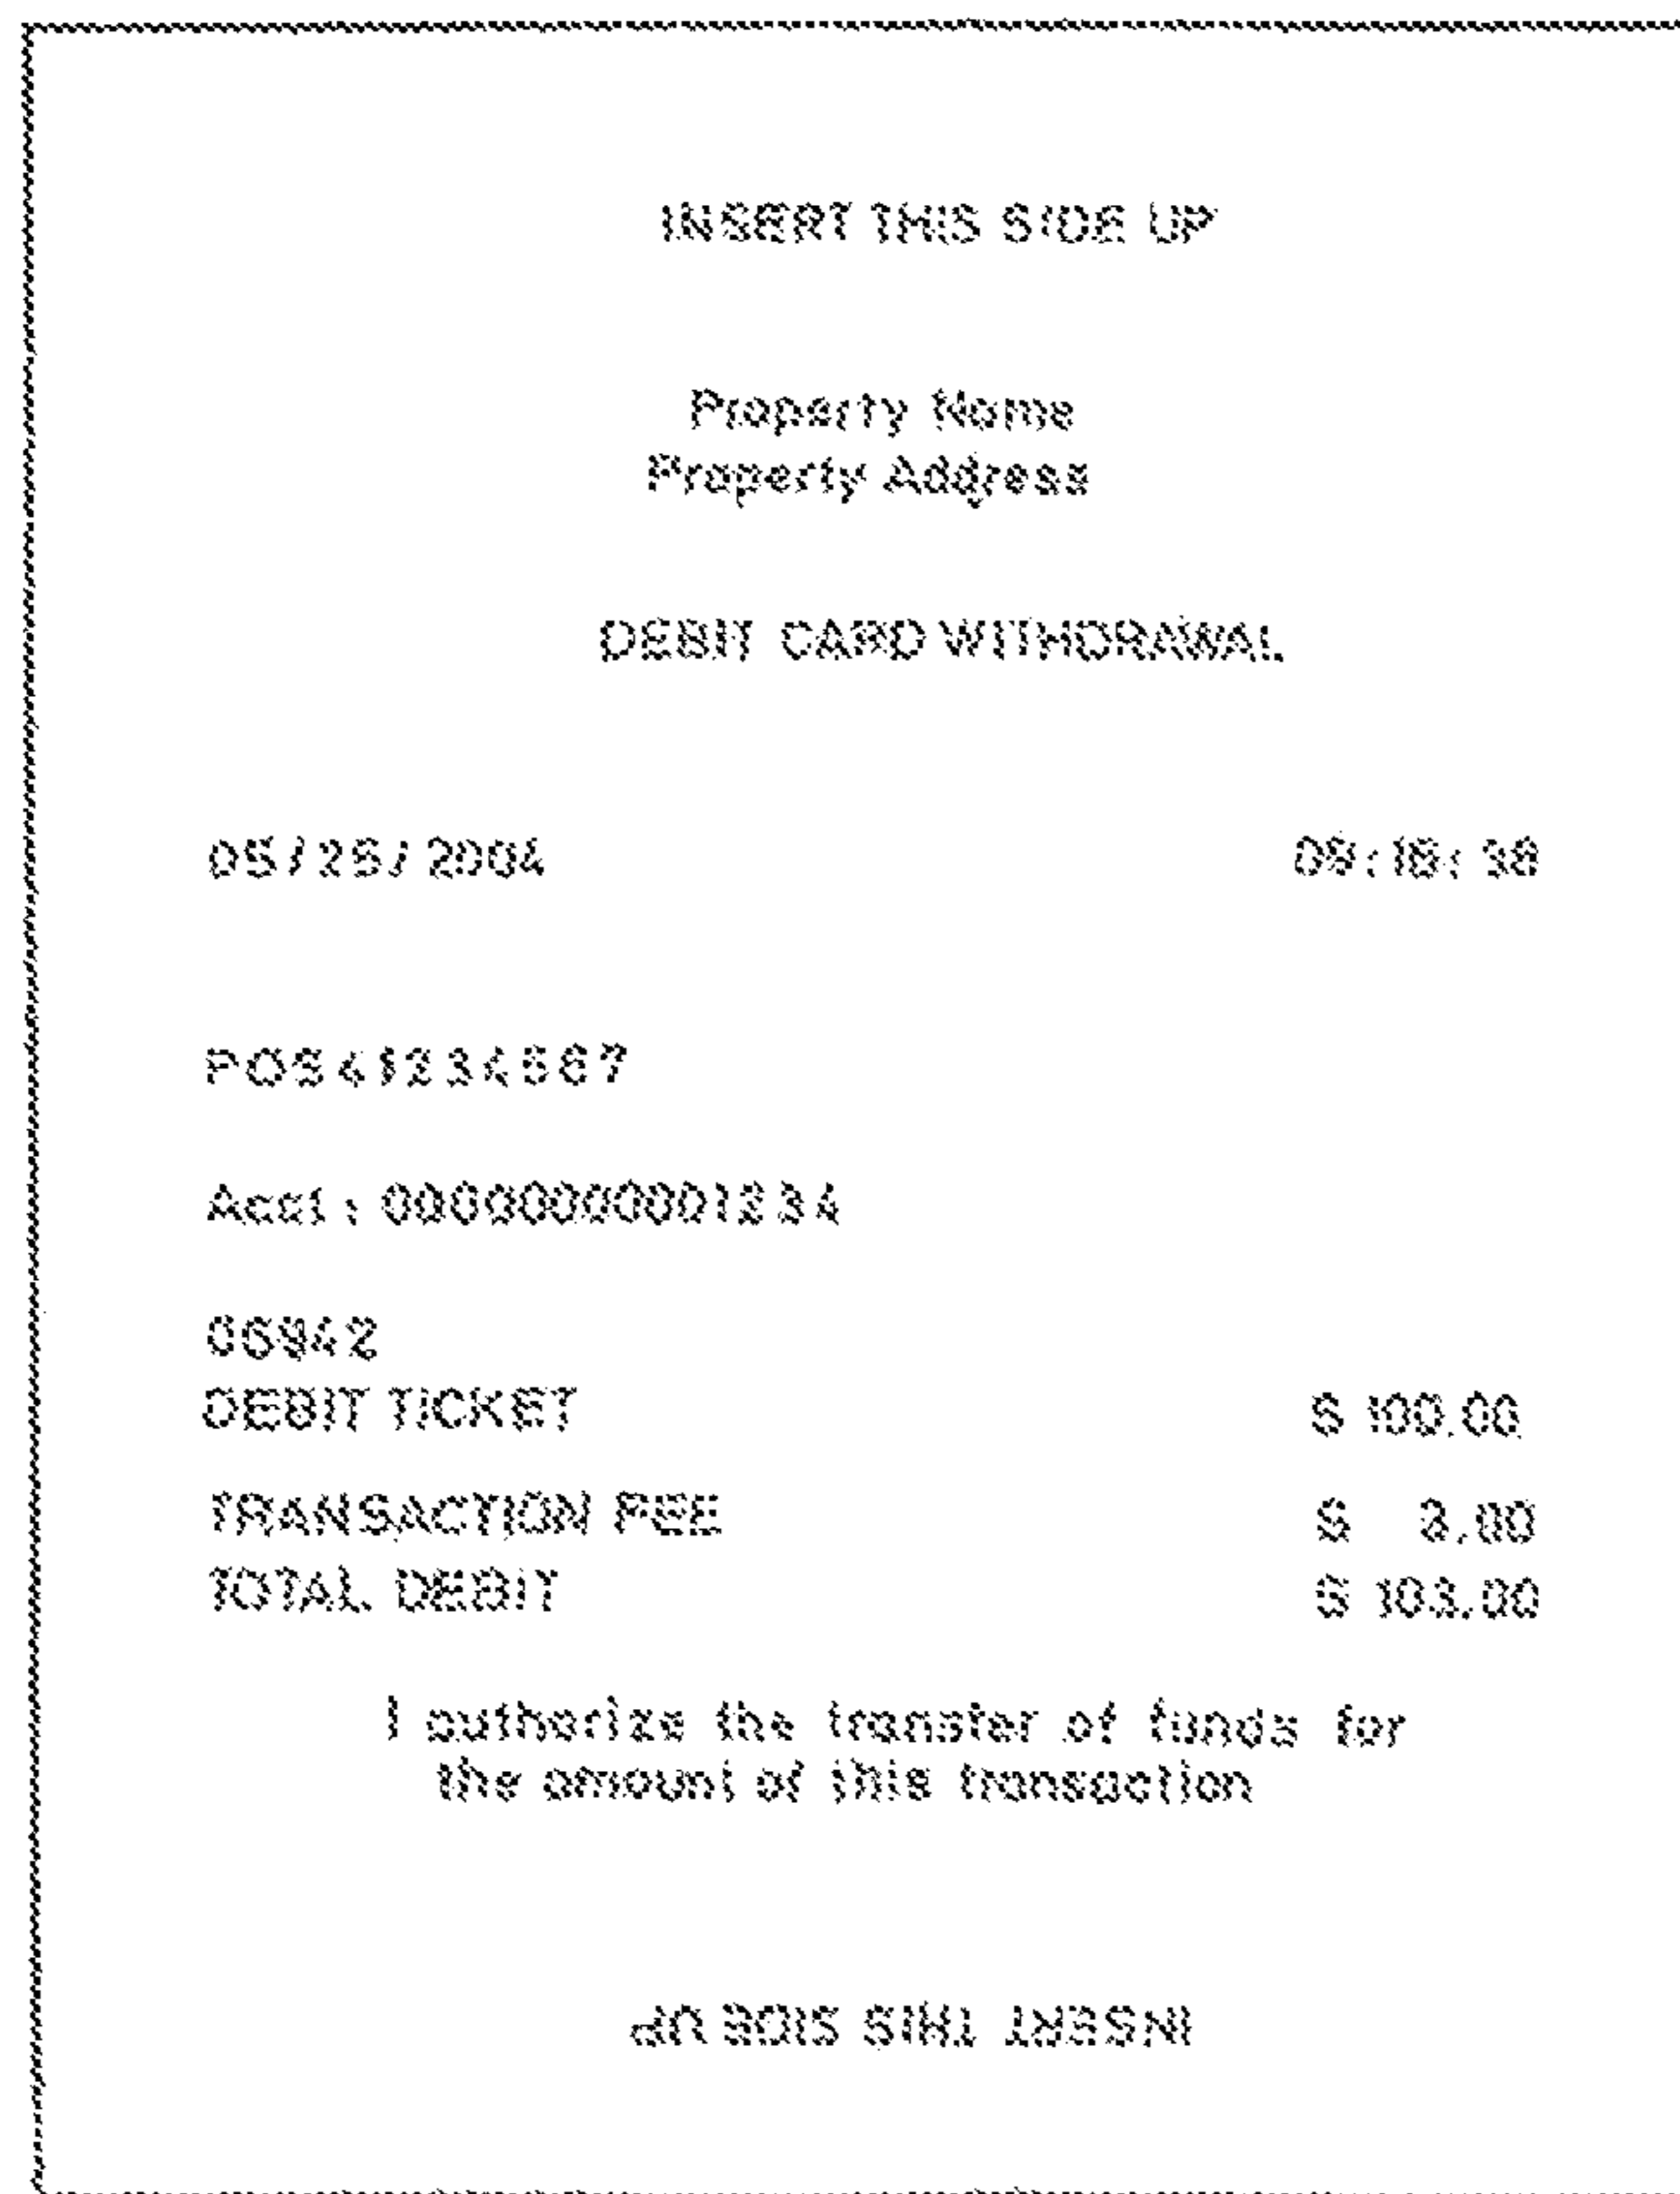 INSERT THIS SIDE UP
Property Name
Property Address
DEBIT CARD WITHDRAWAL
05/25/2004 09:18:38
POS41234567
Acct : 00000000001234
06942
DEBIT TICKET $ 100.00
TRANSACTION FEE $ 3.00
TOTAL DEBIT $ 103.00
I authorize the transfer of funds for
the amount of this transaction
INSERT THIS SIDE UP